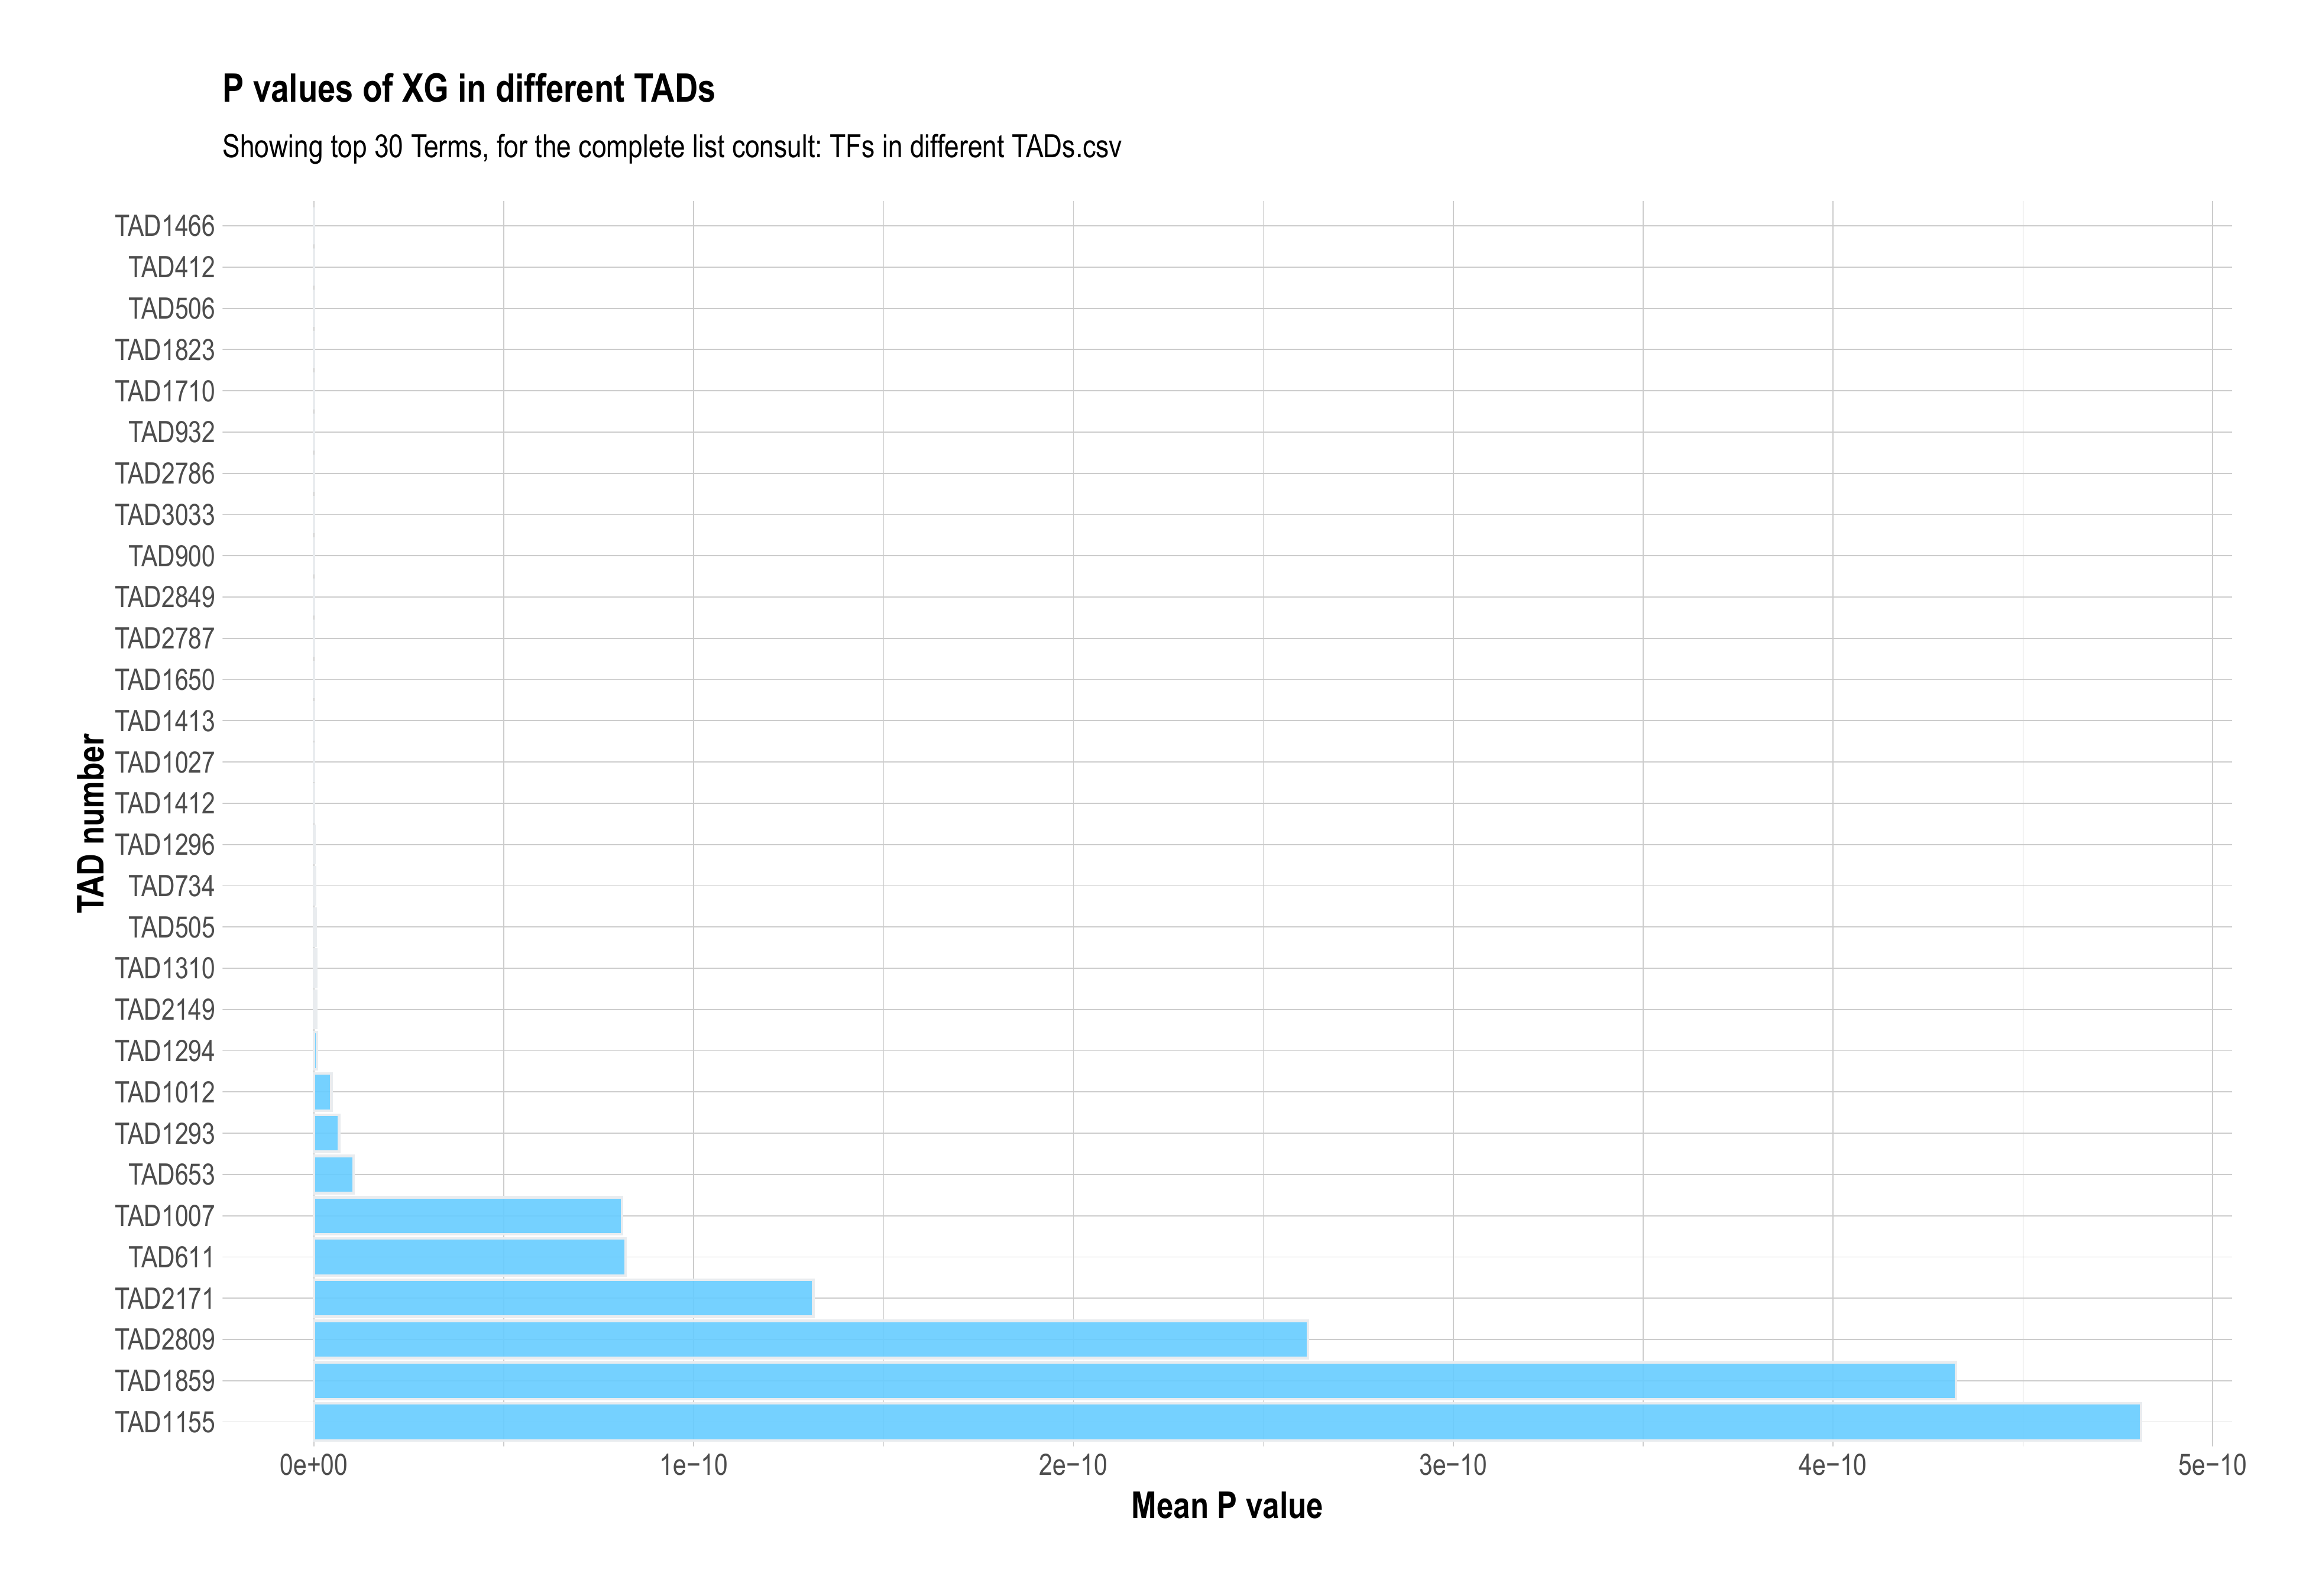 P values of XG in different TADs
Showing top 30 Terms, for the complete list consult: TFs in different TADs.csv
TAD number
TAD1466
TAD412
TAD506
TAD1823
TAD1710
TAD932
TAD2786
TAD3033
TAD900
TAD2849
TAD2787
TAD1650
TAD1413
TAD1027
TAD1412
TAD1296
TAD734
TAD505
TAD1310
TAD2149
TAD1294
TAD1012
TAD1293
TAD653
TAD1007
TAD611
TAD2171
TAD2809
TAD1859
TAD1155
0e+00 1e−10 2e−10 3e−10 4e−10 5e−10
Mean P value